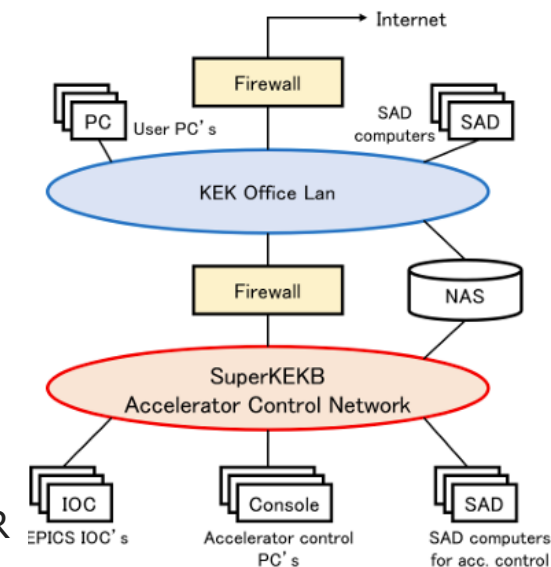 Internet
Firewall
PC
User PC's
SAD
computers
SAD
KEK Office Lan
Firewall
NAS
SuperKEKB
Accelerator Control Network
IOC
Console
SAD
R
EPICS IOC's
Accelerator control
PC's
SAD computers
for acc. control